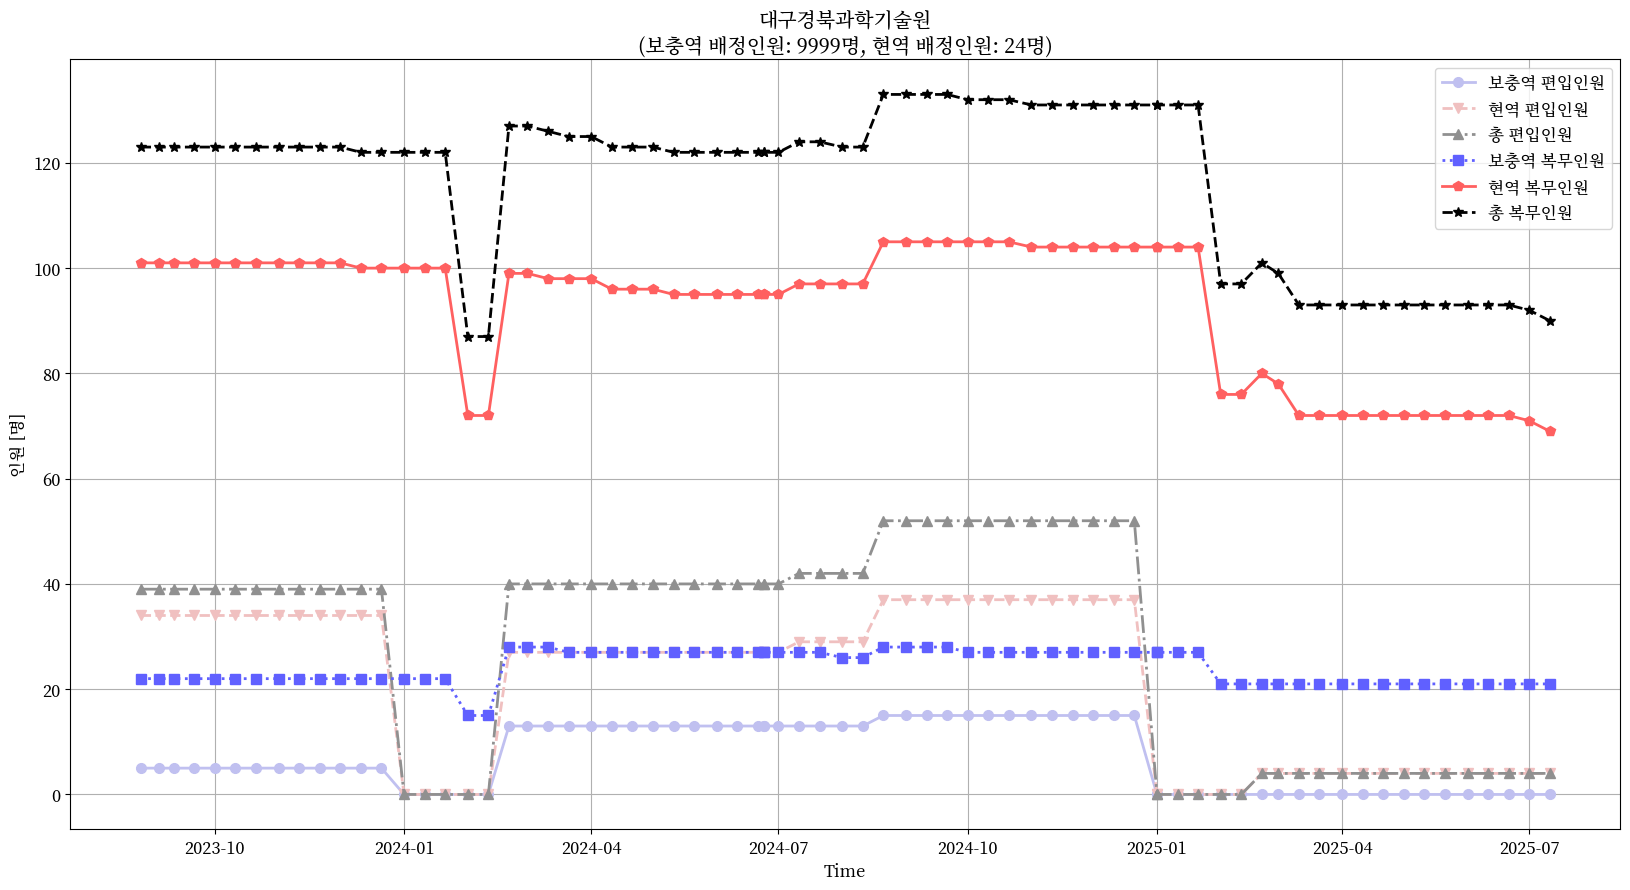 대구경북과학기술원
(보충역 배정인원: 9999명, 현역 배정인원: 24명)
보충역 편입인원
현역 편입인원
총 편입인원
보충역 복무인원
현역 복무인원
총 복무인원
인원 [명]
120
100
80
60
40
20
0
2023-10
2024-01
2024-04
2024-07
2024-10
2025-01
2025-04
2025-07
Time